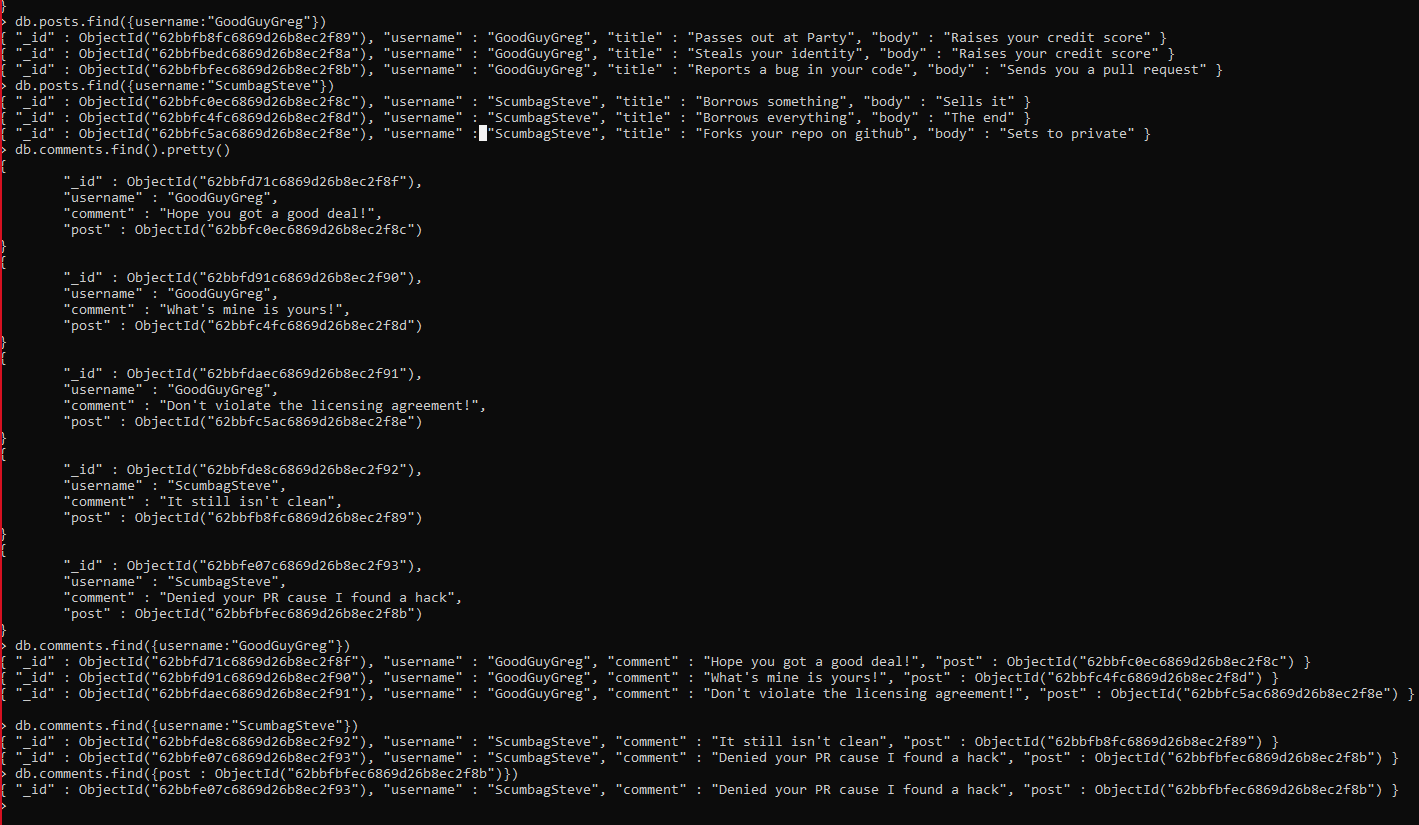 }
> db.posts.find({username:"GoodGuyGreg"})
{ "_id" : ObjectId("62bbfb8fc6869d26b8ec2f89"), "username" : "GoodGuyGreg", "title" : "Passes out at Party", "body" : "Raises your credit score" }
{ "_id" : ObjectId("62bbfbedc6869d26b8ec2f8a"), "username" : "GoodGuyGreg", "title" : "Steals your identity", "body" : "Raises your credit score" }
{ "_id" : ObjectId("62bbfbfec6869d26b8ec2f8b"), "username" : "GoodGuyGreg", "title" : "Reports a bug in your code", "body" : "Sends you a pull request" }
> db.posts.find({username:"ScumbagSteve"})
{ "_id" : ObjectId("62bbfc0ec6869d26b8ec2f8c"), "username" : "ScumbagSteve", "title" : "Borrows something", "body" : "Sells it" }
{ "_id" : ObjectId("62bbfc4fc6869d26b8ec2f8d"), "username" : "ScumbagSteve", "title" : "Borrows everything", "body" : "The end" }
{ "_id" : ObjectId("62bbfc5ac6869d26b8ec2f8e"), "username" : "ScumbagSteve", "title" : "Forks your repo on github", "body" : "Sets to private" }
> db.comments.find().pretty()
{
"_id" : ObjectId("62bbfd71c6869d26b8ec2f8f"),
"username" : "GoodGuyGreg",
"comment" : "Hope you got a good deal!",
"post" : ObjectId("62bbfc0ec6869d26b8ec2f8c")
}
{
"_id" : ObjectId("62bbfd91c6869d26b8ec2f90"),
"username" : "GoodGuyGreg",
"comment" : "What's mine is yours!",
"post" : ObjectId("62bbfc4fc6869d26b8ec2f8d")
}
{
"_id" : ObjectId("62bbfdaec6869d26b8ec2f91"),
"username" : "GoodGuyGreg",
"comment" : "Don't violate the licensing agreement!",
"post" : ObjectId("62bbfc5ac6869d26b8ec2f8e")
}
{
"_id" : ObjectId("62bbfde8c6869d26b8ec2f92"),
"username" : "ScumbagSteve",
"comment" : "It still isn't clean",
"post" : ObjectId("62bbfb8fc6869d26b8ec2f89")
}
{
"_id" : ObjectId("62bbfe07c6869d26b8ec2f93"),
"username" : "ScumbagSteve",
"comment" : "Denied your PR cause I found a hack",
"post" : ObjectId("62bbfbfec6869d26b8ec2f8b")
}
> db.comments.find({username:"GoodGuyGreg"})
{ "_id" : ObjectId("62bbfd71c6869d26b8ec2f8f"), "username" : "GoodGuyGreg", "comment" : "Hope you got a good deal!", "post" : ObjectId("62bbfc0ec6869d26b8ec2f8c") }
{ "_id" : ObjectId("62bbfd91c6869d26b8ec2f90"), "username" : "GoodGuyGreg", "comment" : "What's mine is yours!", "post" : ObjectId("62bbfc4fc6869d26b8ec2f8d") }
{ "_id" : ObjectId("62bbfdaec6869d26b8ec2f91"), "username" : "GoodGuyGreg", "comment" : "Don't violate the licensing agreement!", "post" : ObjectId("62bbfc5ac6869d26b8ec2f8e") }
> db.comments.find({username:"ScumbagSteve"})
{ "_id" : ObjectId("62bbfde8c6869d26b8ec2f92"), "username" : "ScumbagSteve", "comment" : "It still isn't clean", "post" : ObjectId("62bbfb8fc6869d26b8ec2f89") }
{ "_id" : ObjectId("62bbfe07c6869d26b8ec2f93"), "username" : "ScumbagSteve", "comment" : "Denied your PR cause I found a hack", "post" : ObjectId("62bbfbfec6869d26b8ec2f8b") }
> db.comments.find({post : ObjectId("62bbfbfec6869d26b8ec2f8b")})
{ "_id" : ObjectId("62bbfe07c6869d26b8ec2f93"), "username" : "ScumbagSteve", "comment" : "Denied your PR cause I found a hack", "post" : ObjectId("62bbfbfec6869d26b8ec2f8b") }
>